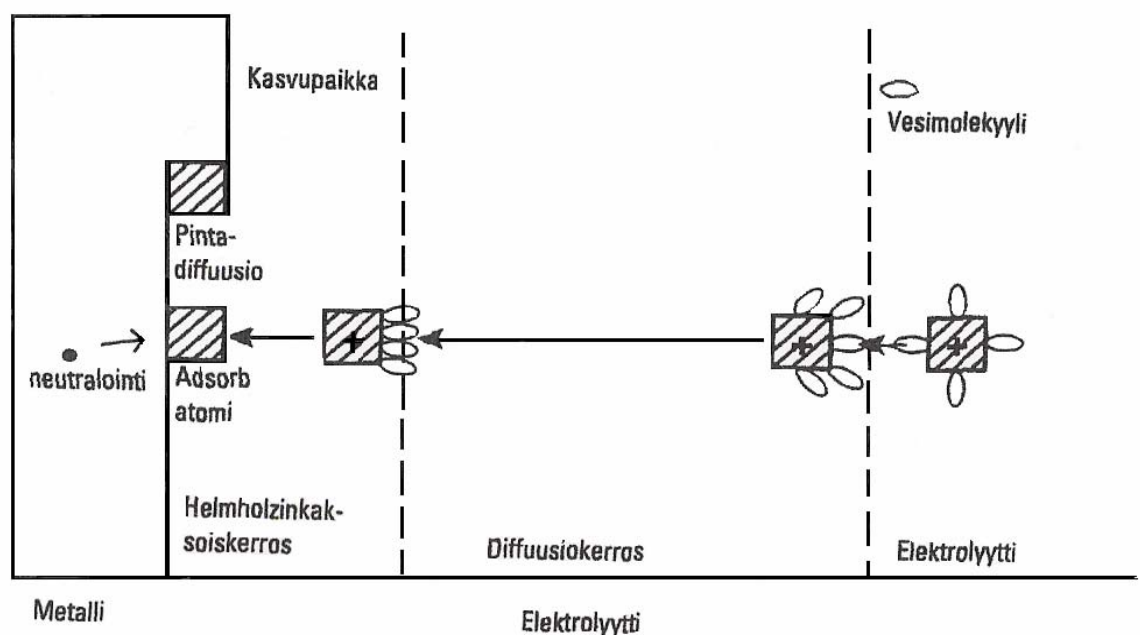 Kasvupaikka
Vesimolekyyli
Pinta-
diffuusio
neutralointi
Adsorb
atomi
+
+
+
Helmholzinkak-
soiskerros
Diffuusiokerros
Elektrolyytti
Metalli
Elektrolyytti